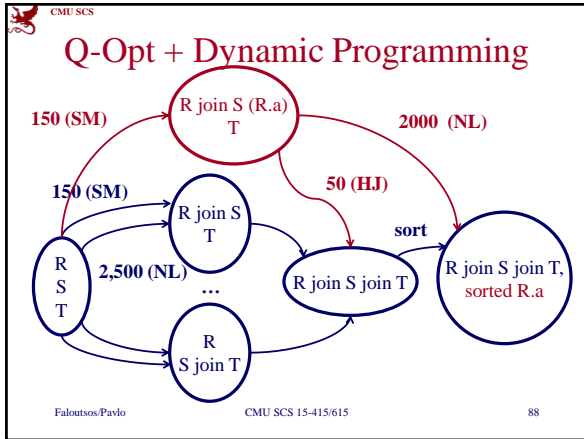 CMU SCS
Q-Opt + Dynamic Programming
R join S (R.a)
T
150 (SM)
2000 (NL)
50 (HJ)
150 (SM)
R join S
T
sort
R
S
T
2,500 (NL)
...
R join S join T
R join S join T,
sorted R.a
R
S join T
Faloutsos/Pavlo
CMU SCS 15-415/615
88